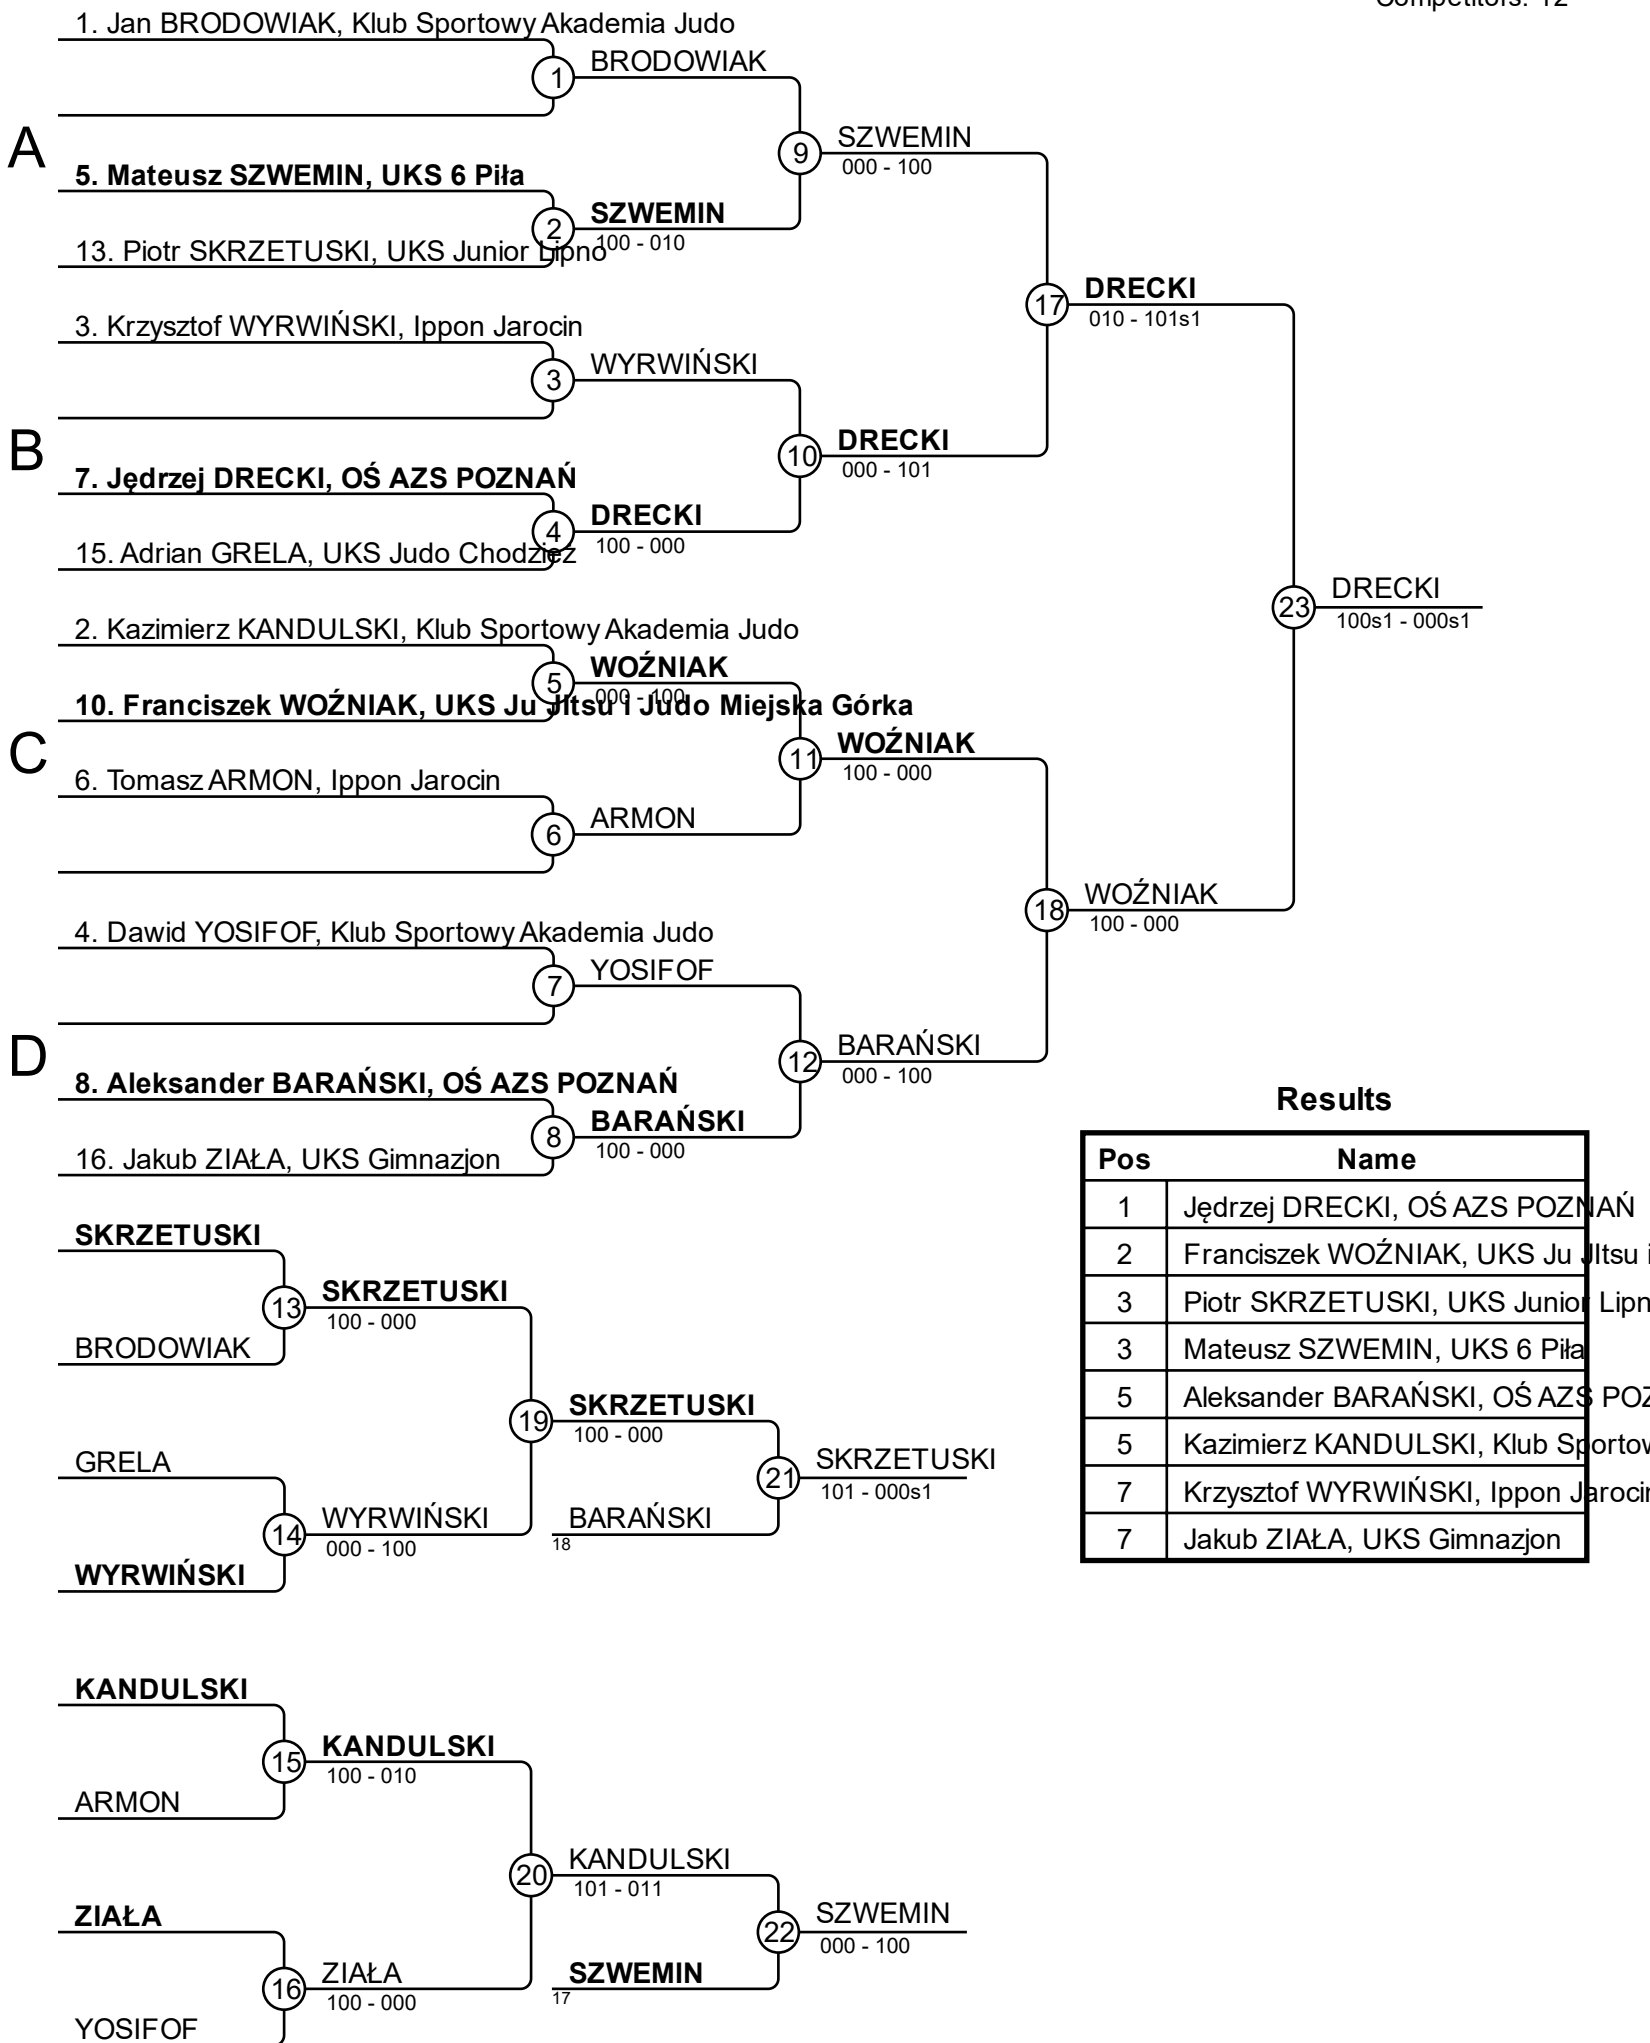 Competitors: 12
1. Jan BRODOWIAK, Klub Sportowy Akademia Judo
1
BRODOWIAK
A
9
SZWEMIN
000 - 100
5. Mateusz SZWEMIN, UKS 6 Piła
2
SZWEMIN
100 - 010
13. Piotr SKRZETUSKI, UKS Junior Lipno
17
DRECKI
010 - 101s1
3. Krzysztof WYRWIŃSKI, Ippon Jarocin
3
WYRWIŃSKI
B
10
DRECKI
000 - 101
7. Jędrzej DRECKI, OŚ AZS POZNAŃ
4
DRECKI
100 - 000
15. Adrian GRELA, UKS Judo Chodzież
23
DRECKI
100s1 - 000s1
2. Kazimierz KANDULSKI, Klub Sportowy Akademia Judo
5
WOŹNIAK
000 - 100
10. Franciszek WOŹNIAK, UKS Ju JItsu i Judo Miejska Górka
C
11
WOŹNIAK
100 - 000
6. Tomasz ARMON, Ippon Jarocin
6
ARMON
18
WOŹNIAK
100 - 000
4. Dawid YOSIFOF, Klub Sportowy Akademia Judo
7
YOSIFOF
D
12
BARAŃSKI
000 - 100
8. Aleksander BARAŃSKI, OŚ AZS POZNAŃ
8
BARAŃSKI
100 - 000
16. Jakub ZIAŁA, UKS Gimnazjon
Results
Pos Name
1 Jędrzej DRECKI, OŚ AZS POZNAŃ
2 Franciszek WOŹNIAK, UKS Ju JItsu i
3 Piotr SKRZETUSKI, UKS Junior Lipn
3 Mateusz SZWEMIN, UKS 6 Piła
5 Aleksander BARAŃSKI, OŚ AZS POZ
5 Kazimierz KANDULSKI, Klub Sportow
7 Krzysztof WYRWIŃSKI, Ippon Jarocin
7 Jakub ZIAŁA, UKS Gimnazjon
SKRZETUSKI
13
SKRZETUSKI
100 - 000
BRODOWIAK
19
SKRZETUSKI
100 - 000
GRELA
14
WYRWIŃSKI
000 - 100
WYRWIŃSKI
21
SKRZETUSKI
101 - 000s1
BARAŃSKI
18
KANDULSKI
15
KANDULSKI
100 - 010
ARMON
20
KANDULSKI
101 - 011
ZIAŁA
16
ZIAŁA
100 - 000
YOSIFOF
22
SZWEMIN
000 - 100
SZWEMIN
17